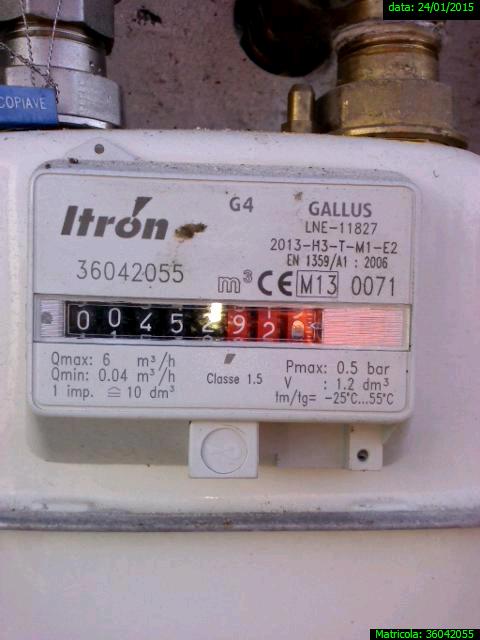 data: 24/01/2015
COPIAVE
Itrón
G4
GALLUS
LNE-11827
2013-H3-T-M1-E2
EN 1359/A1 : 2006
36042055
m³ CE M13 0071
0045292
Qmax: 6 m³/h
Qmin: 0.04 m³/h
1 imp. ≅ 10 dm³
Classe 1.5
Pmax: 0.5 bar
V : 1.2 dm³
tm/tg= -25°C...55°C
Matricola: 36042055